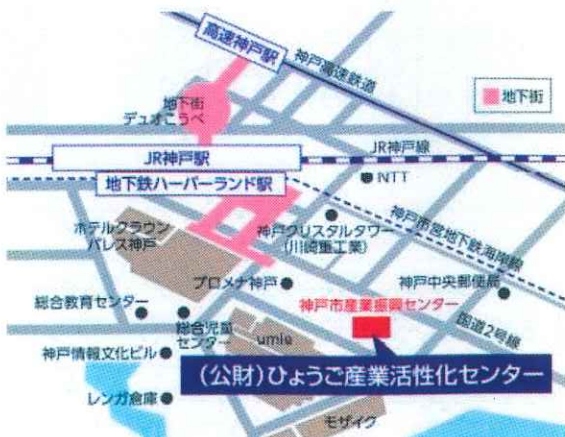 高速神戸駅
神戸高速鉄道
地下街
デュオこうべ
地下街
JR神戸駅
JR神戸線
地下鉄ハーバーランド駅
NTT
神戸市営地下鉄海岸線
ホテルクラウン
パレス神戸
神戸クリスタルタワー
(川崎重工業)
プロメナ神戸
神戸中央郵便局
総合教育センター
神戸市産業振興センター
国道2号線
総合児童
センター
umie
神戸情報文化ビル
(公財)ひょうご産業活性化センター
レンガ倉庫
モザイク